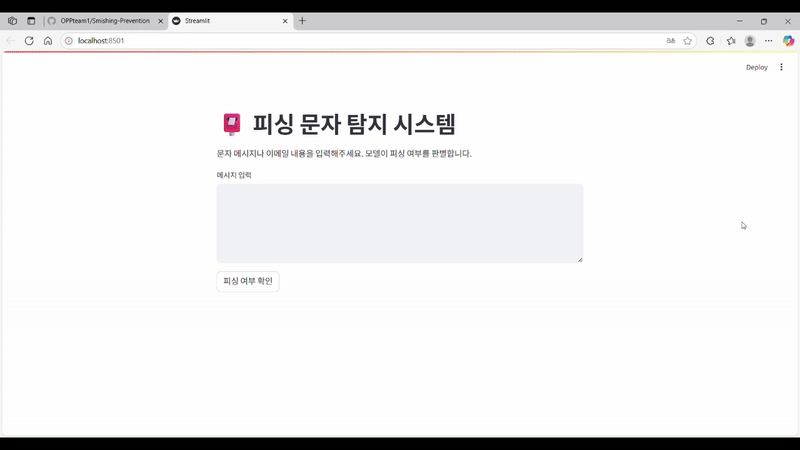 OPPteam1/Smishing-Prevention
Streamlit
localhost:8501
Deploy
피싱 문자 탐지 시스템
문자 메시지나 이메일 내용을 입력해주세요. 모델이 피싱 여부를 판별합니다.
메시지 입력
피싱 여부 확인